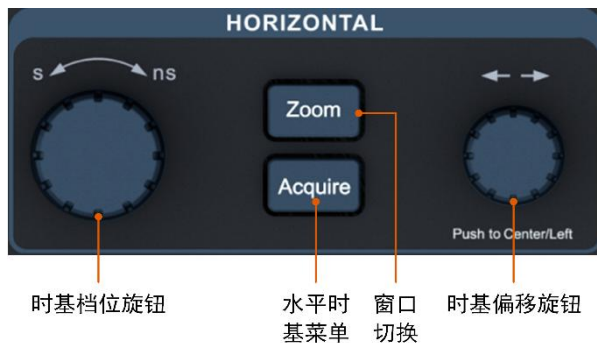 HORIZONTAL
s
ns
Zoom
Acquire
Push to Center/Left
时基档位旋钮
水平时
基菜单
窗口
切换
时基偏移旋钮